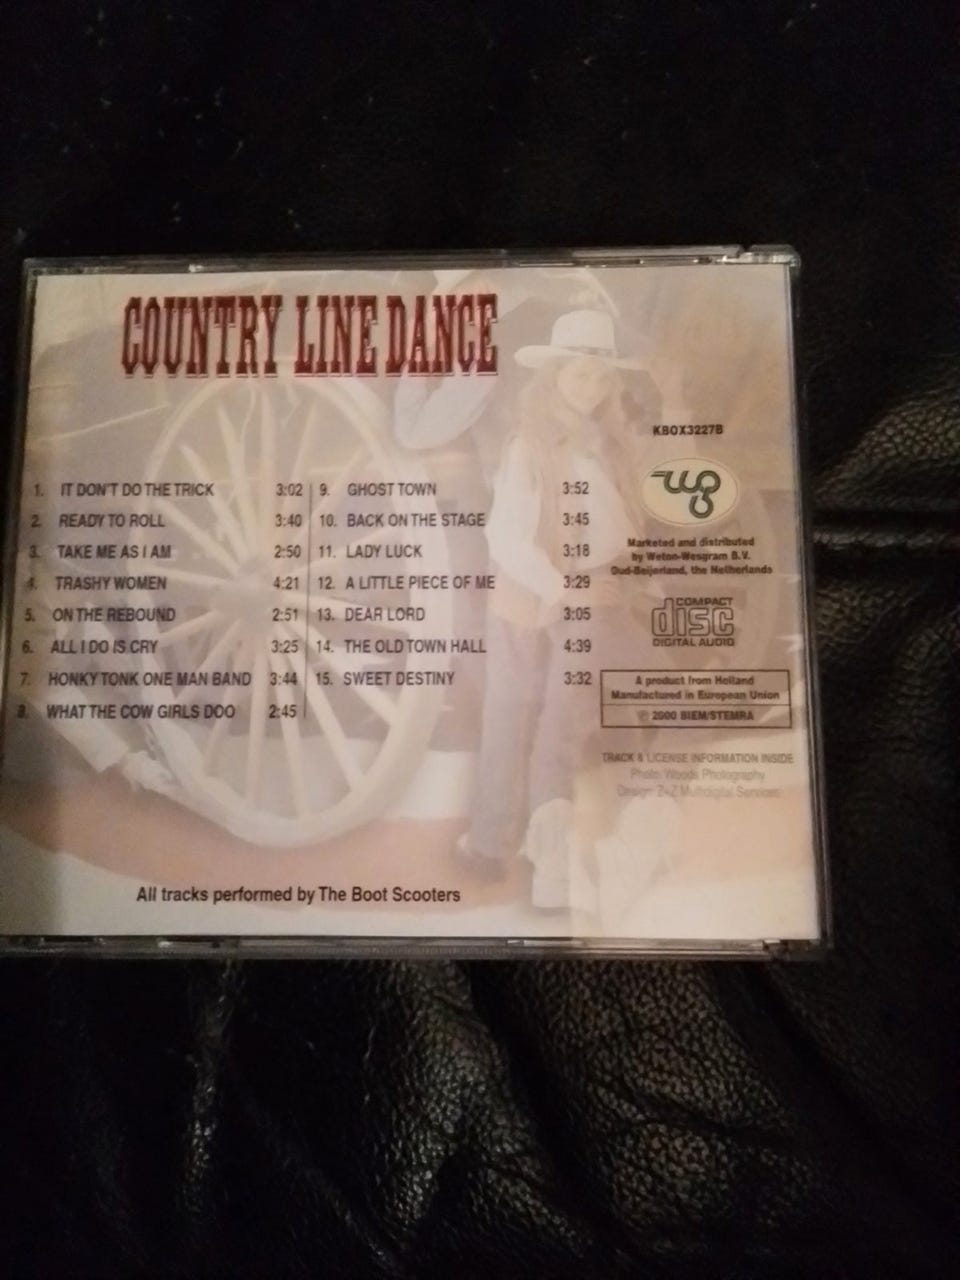 COUNTRY LINE DANCE
1. IT DON'T DO THE TRICK 3:02
2. READY TO ROLL 3:40
3. TAKE ME AS I AM 2:50
4. TRASHY WOMEN 4:21
5. ON THE REBOUND 2:51
6. ALL I DO IS CRY 3:25
7. HONKY TONK ONE MAN BAND 3:44
8. WHAT THE COW GIRLS DOO 2:45
9. GHOST TOWN 3:52
10. BACK ON THE STAGE 3:45
11. LADY LUCK 3:18
12. A LITTLE PIECE OF ME 3:29
13. DEAR LORD 3:05
14. THE OLD TOWN HALL 4:39
15. SWEET DESTINY 3:32
All tracks performed by The Boot Scooters
KBOX3227B
wg
Marketed and distributed
by Weton-Wesgram B.V.
Oud-Beijerland, the Netherlands
COMPACT
disc
DIGITAL AUDIO
A product from Holland
Manufactured in European Union
℗ 2000 BIEM/STEMRA
TRACK & LICENSE INFORMATION INSIDE
Photo: Woods Photography
Design: Z+Z Multidigital Services